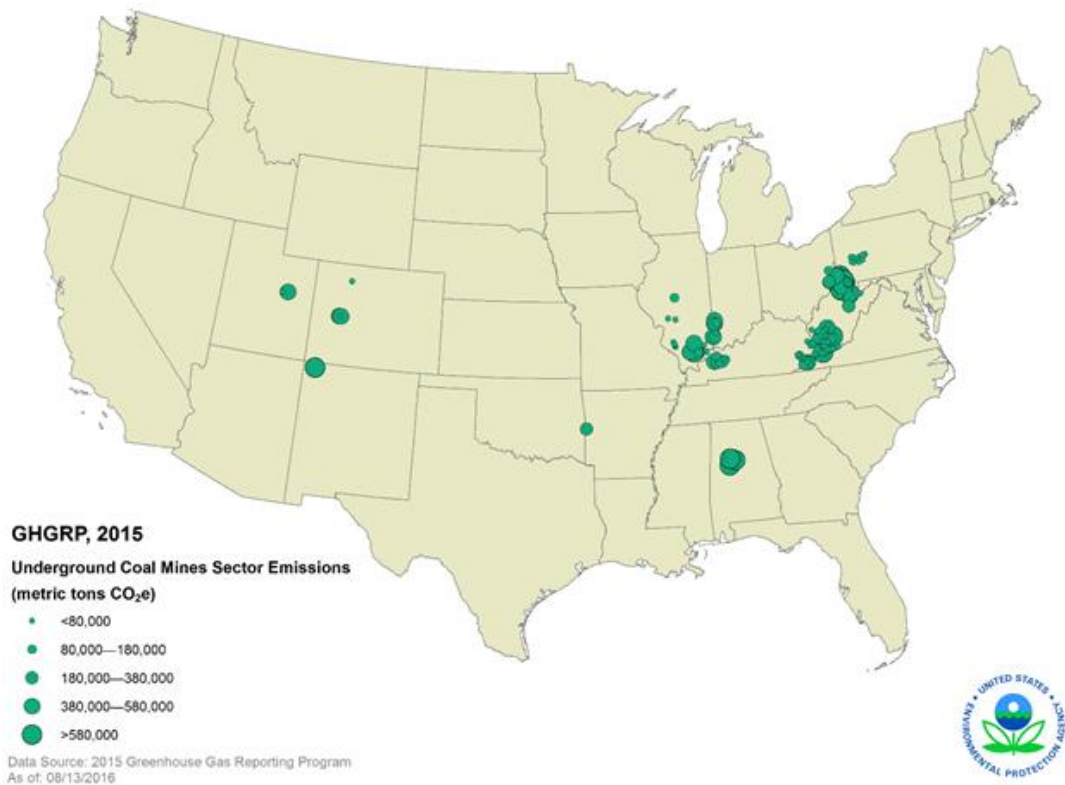 GHGRP, 2015
Underground Coal Mines Sector Emissions
(metric tons CO₂e)
<80,000
80,000—180,000
180,000—380,000
380,000—580,000
>580,000
Data Source: 2015 Greenhouse Gas Reporting Program
As of: 08/13/2016
UNITED STATES
ENVIRONMENTAL PROTECTION AGENCY